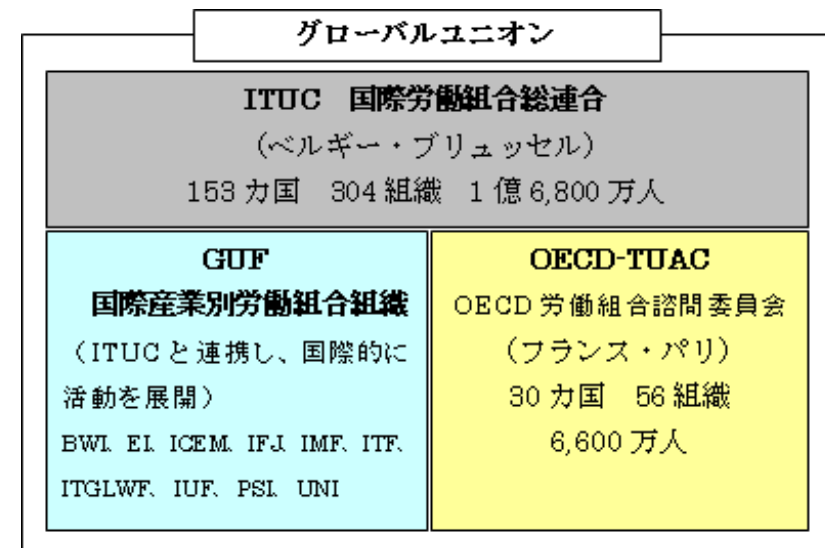 グローバルユニオン
ITUC　国際労働組合総連合
（ベルギー・ブリュッセル）
153カ国　304組織　1億6,800万人
GUF
国際産業別労働組合組織
（ITUCと連携し、国際的に
活動を展開）
BWI、EI、ICEM、IFJ、IMF、ITF、
ITGLWF、IUF、PSI、UNI
OECD-TUAC
OECD労働組合諮問委員会
（フランス・パリ）
30カ国　56組織
6,600万人